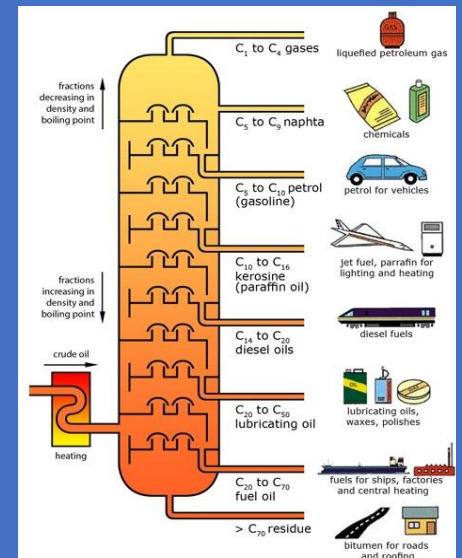 C₁ to C₄ gases
GAS
liquefied petroleum gas
fractions
decreasing in
density and
boiling point
C₅ to C₉ naphta
chemicals
C₅ to C₁₀ petrol
(gasoline)
petrol for vehicles
C₁₀ to C₁₆
kerosine
(paraffin oil)
jet fuel, parrafin for
lighting and heating
fractions
increasing in
density and
boiling point
C₁₄ to C₂₀
diesel oils
diesel fuels
crude oil
heating
C₂₀ to C₅₀
lubricating oil
lubricating oils,
waxes, polishes
C₂₀ to C₇₀
fuel oil
fuels for ships, factories
and central heating
> C₇₀ residue
bitumen for roads
and roofing